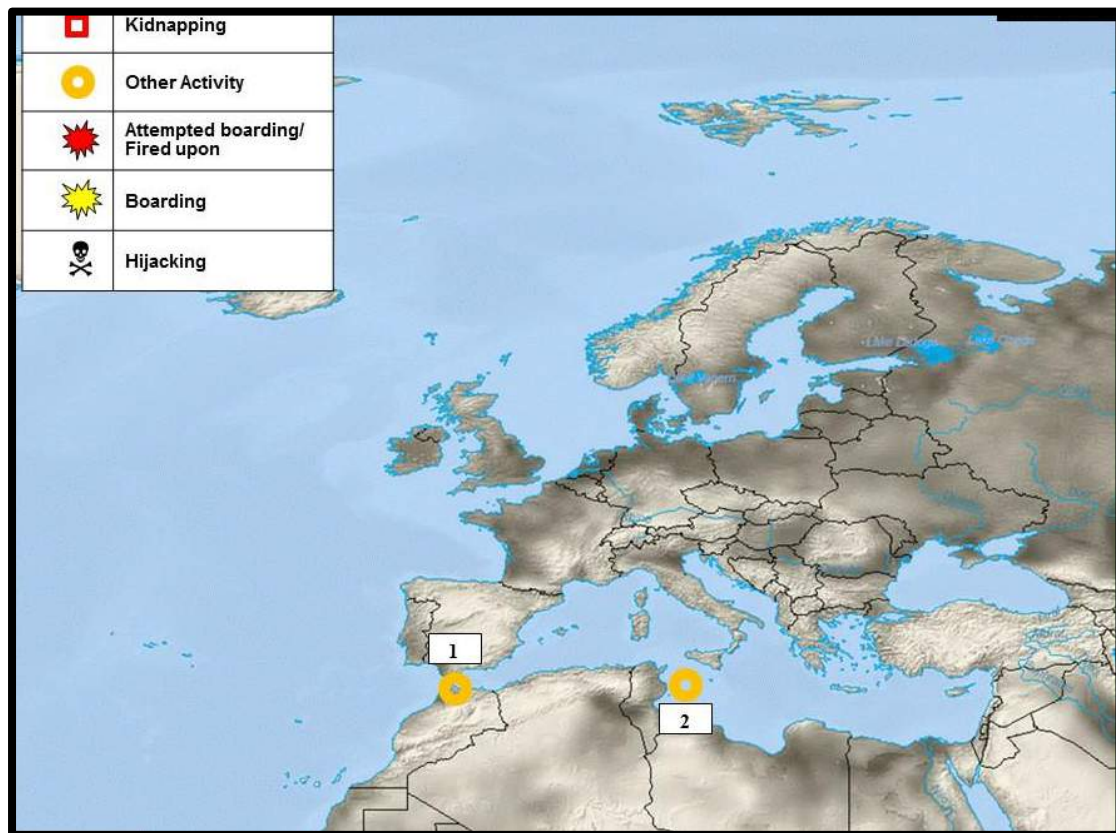 Kidnapping
Other Activity
Attempted boarding/
Fired upon
Boarding
Hijacking
1
2